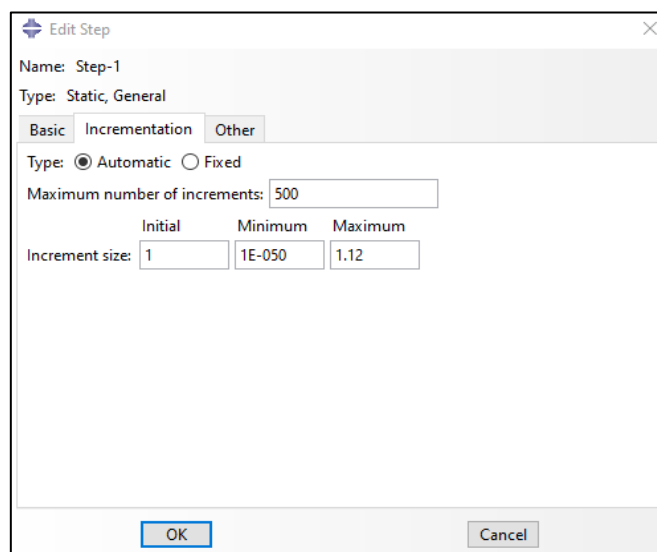 Edit Step
Name: Step-1
Type: Static, General
Basic Incrementation Other
Type: Automatic Fixed
Maximum number of increments: 500
Initial Minimum Maximum
Increment size: 1 1E-050 1.12
OK Cancel